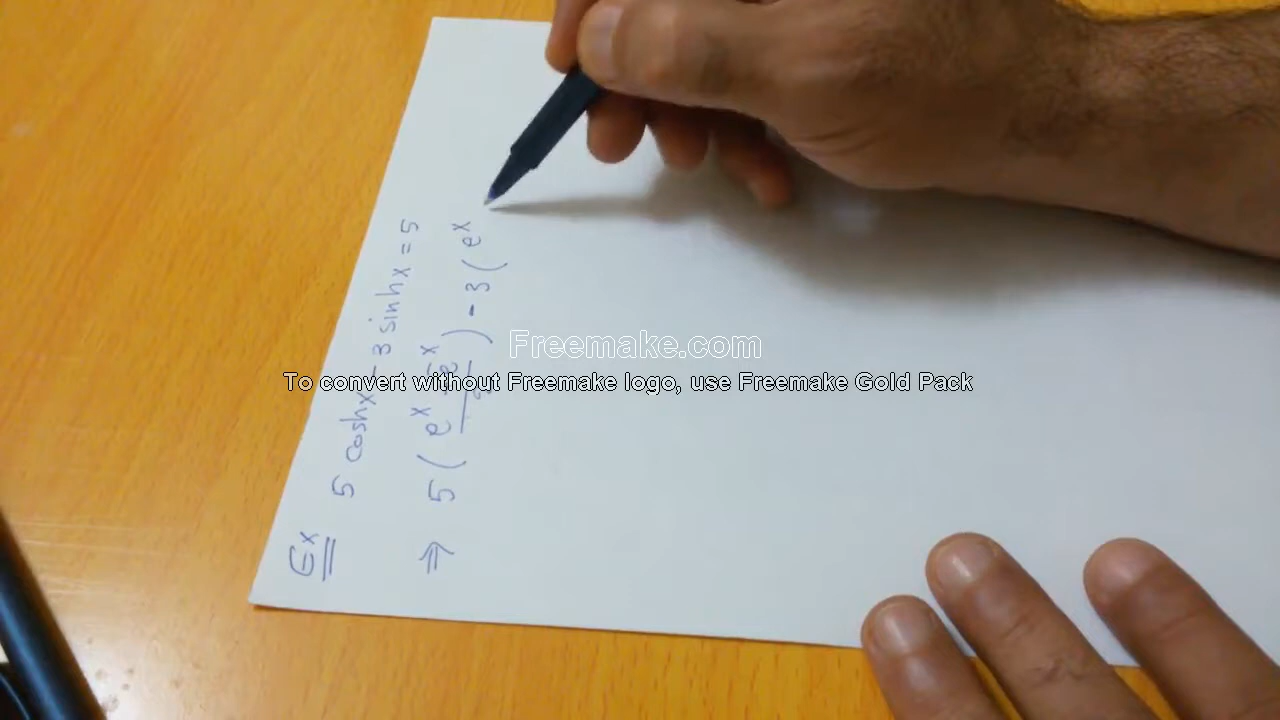 Ex 5 coshx - 3 sinhx = 5
⇒ 5 ( e^x e^-x / 2 ) - 3 ( e^x
Freemake.com
To convert without Freemake logo, use Freemake Gold Pack